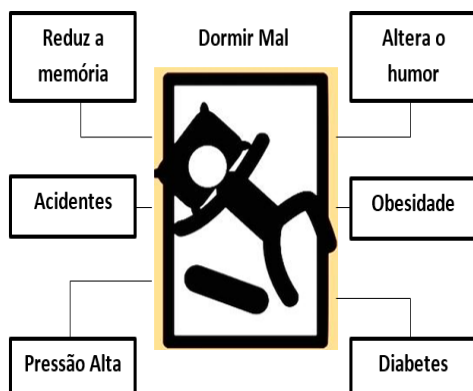 Dormir Mal
Reduz a
memória
Altera o
humor
Acidentes
Obesidade
Pressão Alta
Diabetes